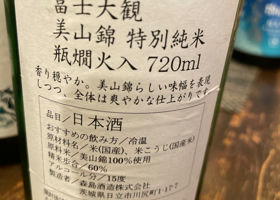 富士大観
美山錦 特別純米
瓶燗火入 720ml
香り穏やか。美山錦らしい味幅を表現
しつつ、全体は爽やかな仕上がりです
品目／日本酒
おすすめの飲み方／冷温
原材料名／米(国産)、米こうじ(国産米)
原料米／美山錦100%使用
精米歩合／60%
アルコール分／15度
製造者／森島酒造株式会社
茨城県日立市川尻町1-17-7